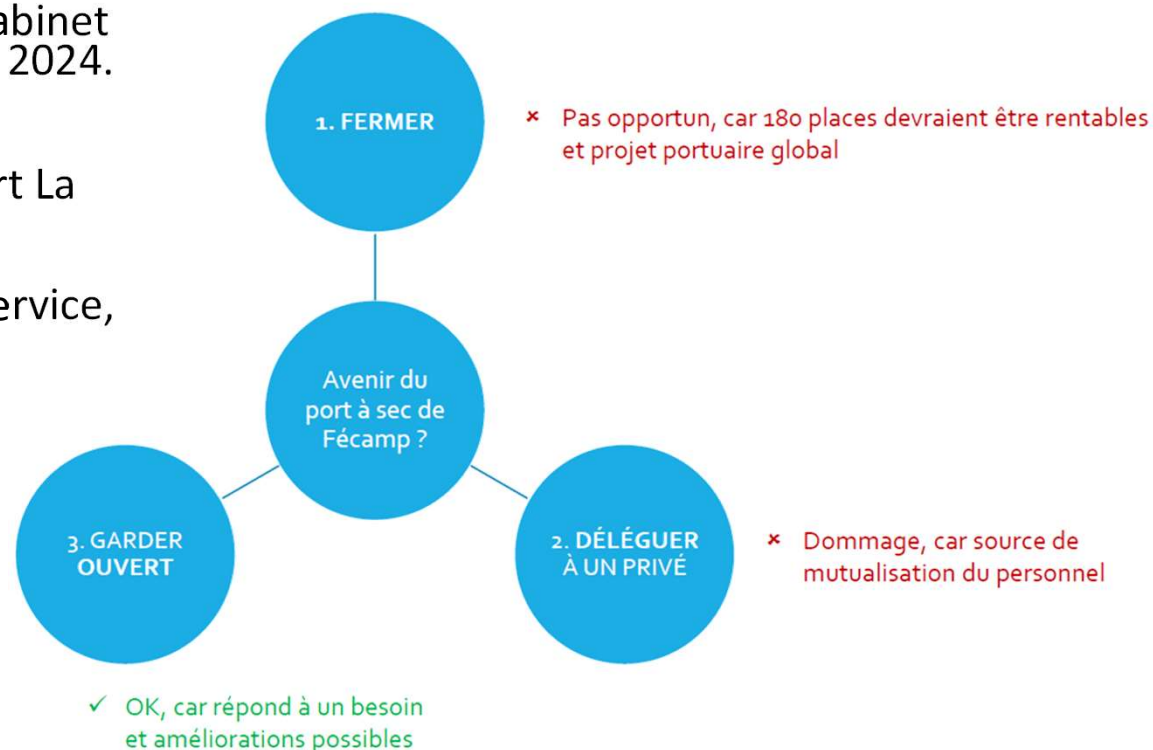 abinet
2024.
rt La
ervice,
1. FERMER
× Pas opportun, car 180 places devraient être rentables
et projet portuaire global
Avenir du
port à sec de
Fécamp ?
3. GARDER
OUVERT
✓ OK, car répond à un besoin
et améliorations possibles
2. DÉLÉGUER
À UN PRIVÉ
× Dommage, car source de
mutualisation du personnel